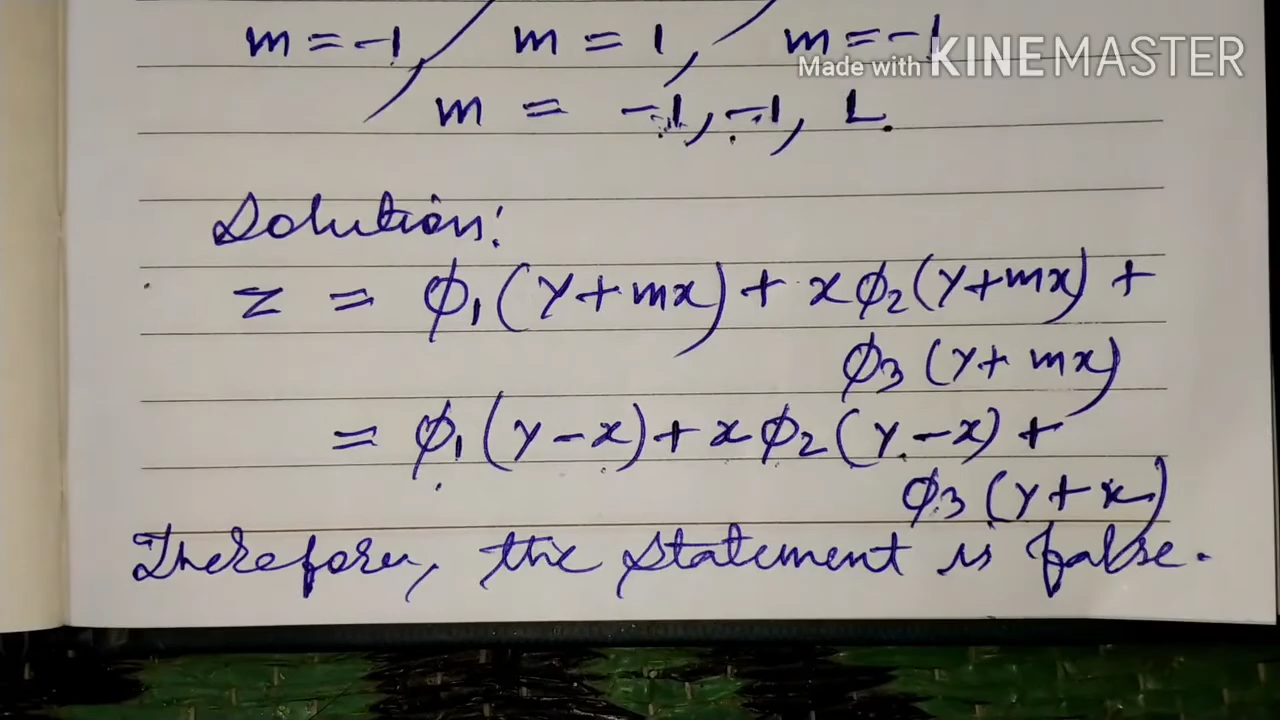 m = -1, m = 1, m = -1
Made with KINEMASTER
m = -1, -1, 1.
Solution:
z = ϕ₁(y+mx) + xϕ₂(y+mx) +
ϕ₃(y+mx)
= ϕ₁(y-x) + xϕ₂(y-x) +
ϕ₃(y+x)
Therefore, the statement is false.